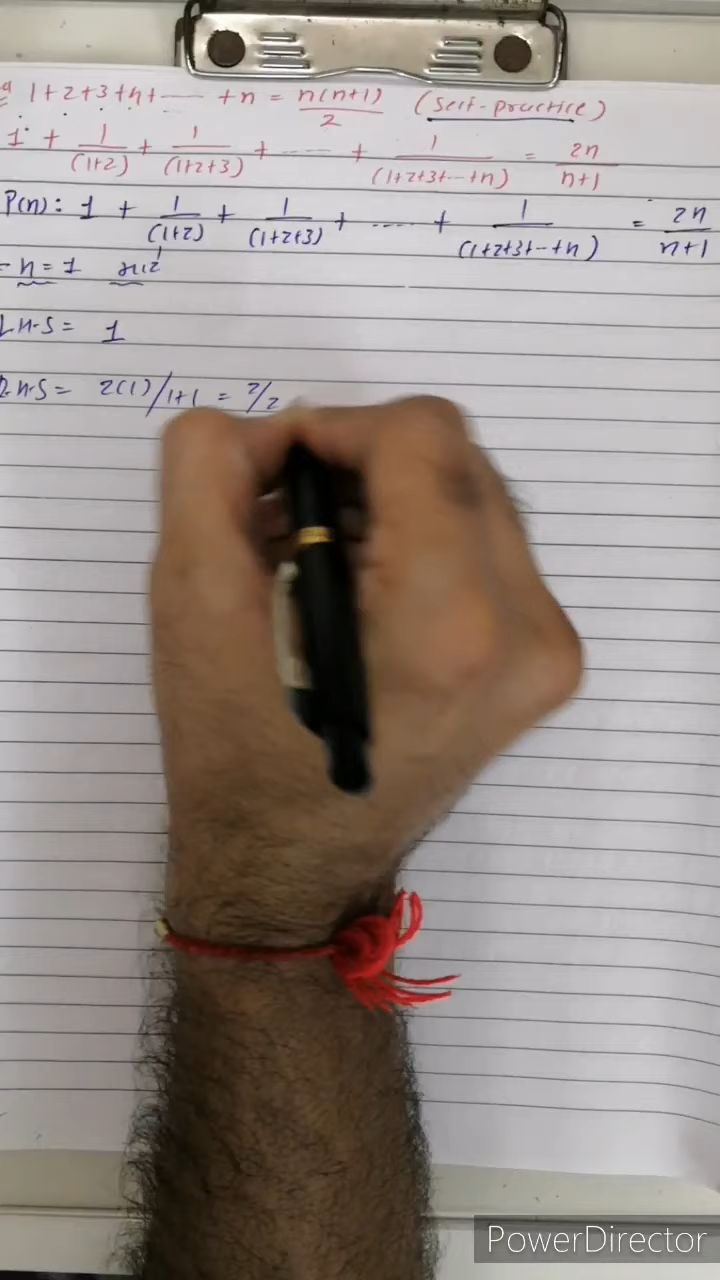 1+2+3+4+ ······ +n = n(n+1)/2 (self-practice)
1 + 1/(1+2) + 1/(1+2+3) + ······ + 1/(1+2+3+···+n) = 2n/n+1
P(n): 1 + 1/(1+2) + 1/(1+2+3) + ······ + 1/(1+2+3+···+n) = 2n/n+1
n=1
L·H·S = 1
R·H·S = 2(1)/1+1 = 2/2
PowerDirector